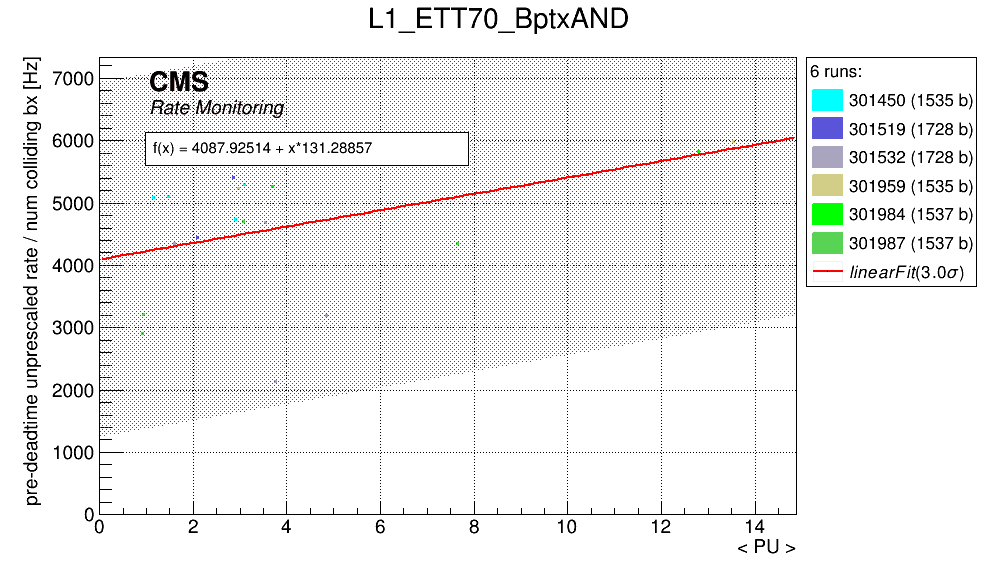 L1_ETT70_BptxAND
pre-deadtime unprescaled rate / num colliding bx [Hz]
7000
6000
5000
4000
3000
2000
1000
0
CMS
Rate Monitoring
f(x) = 4087.92514 + x*131.28857
0 2 4 6 8 10 12 14
< PU >
6 runs:
301450 (1535 b)
301519 (1728 b)
301532 (1728 b)
301959 (1535 b)
301984 (1537 b)
301987 (1537 b)
linearFit(3.0σ)